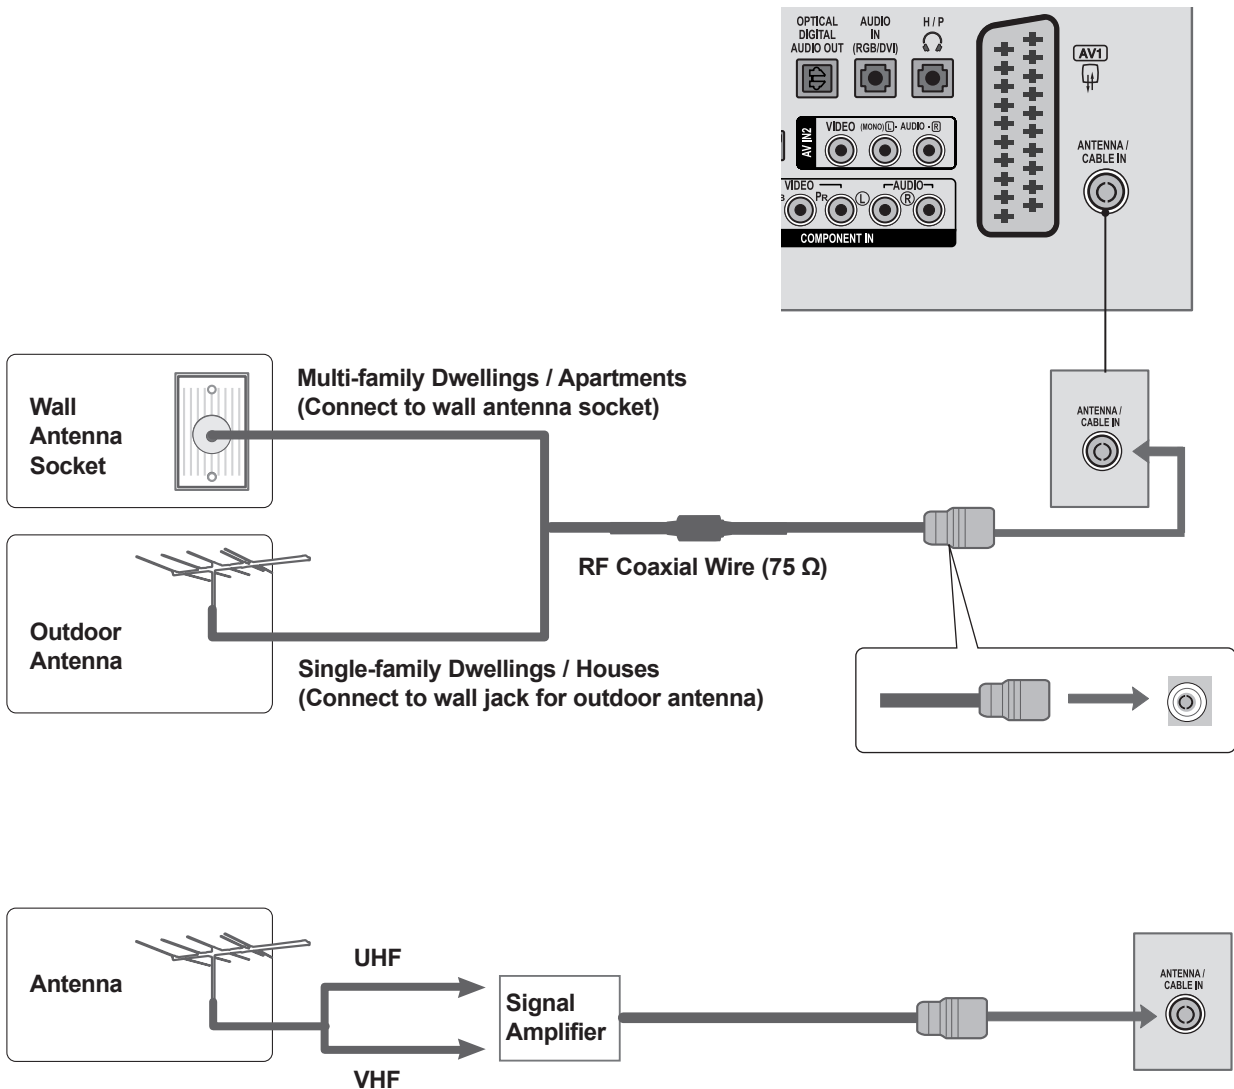 OPTICAL
DIGITAL
AUDIO OUT
AUDIO
IN
(RGB/DVI)
H / P
AV1
AV IN2
VIDEO
(MONO) L - AUDIO - R
ANTENNA /
CABLE IN
VIDEO
AUDIO
B
PR
L
R
COMPONENT IN
Wall
Antenna
Socket
Multi-family Dwellings / Apartments
(Connect to wall antenna socket)
ANTENNA /
CABLE IN
RF Coaxial Wire (75 Ω)
Outdoor
Antenna
Single-family Dwellings / Houses
(Connect to wall jack for outdoor antenna)
Antenna
UHF
VHF
Signal
Amplifier
ANTENNA /
CABLE IN